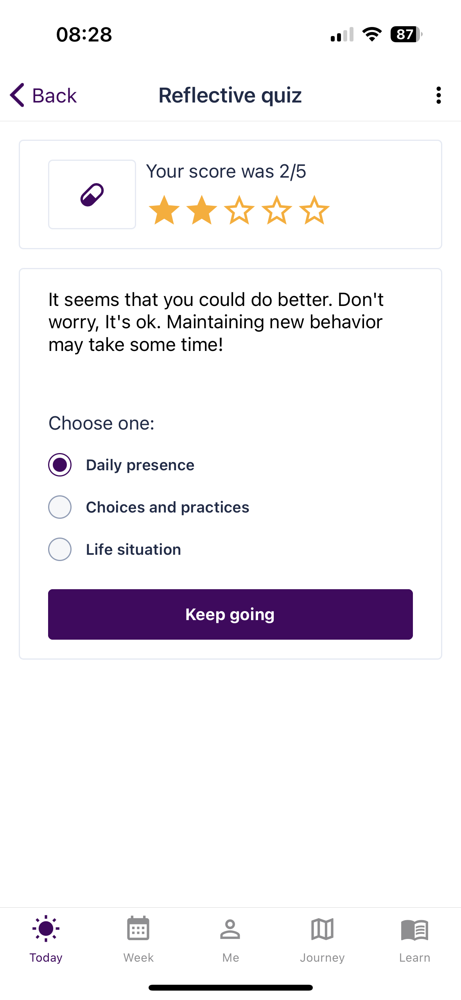 08:28
87
Back
Reflective quiz
Your score was 2/5
It seems that you could do better. Don't
worry, It's ok. Maintaining new behavior
may take some time!
Choose one:
Daily presence
Choices and practices
Life situation
Keep going
Today
Week
Me
Journey
Learn